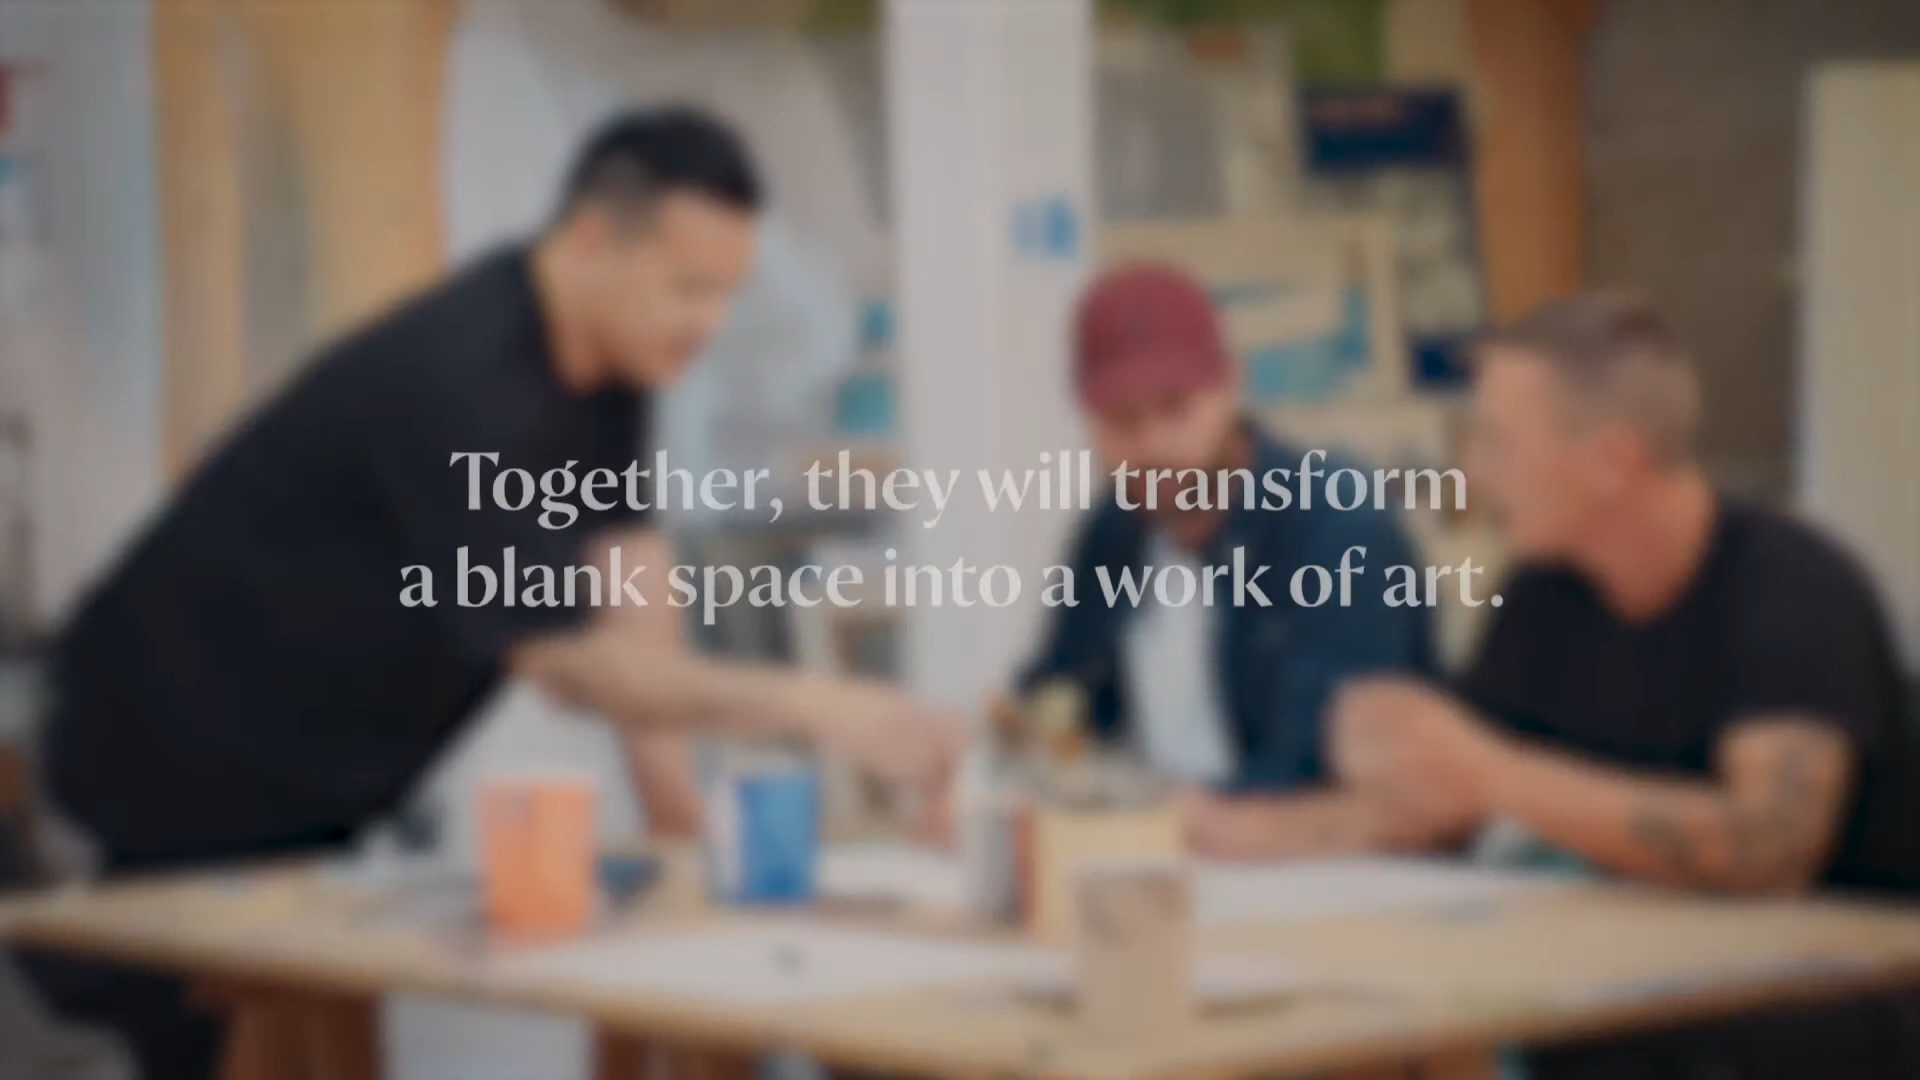 Together, they will transform
a blank space into a work of art.